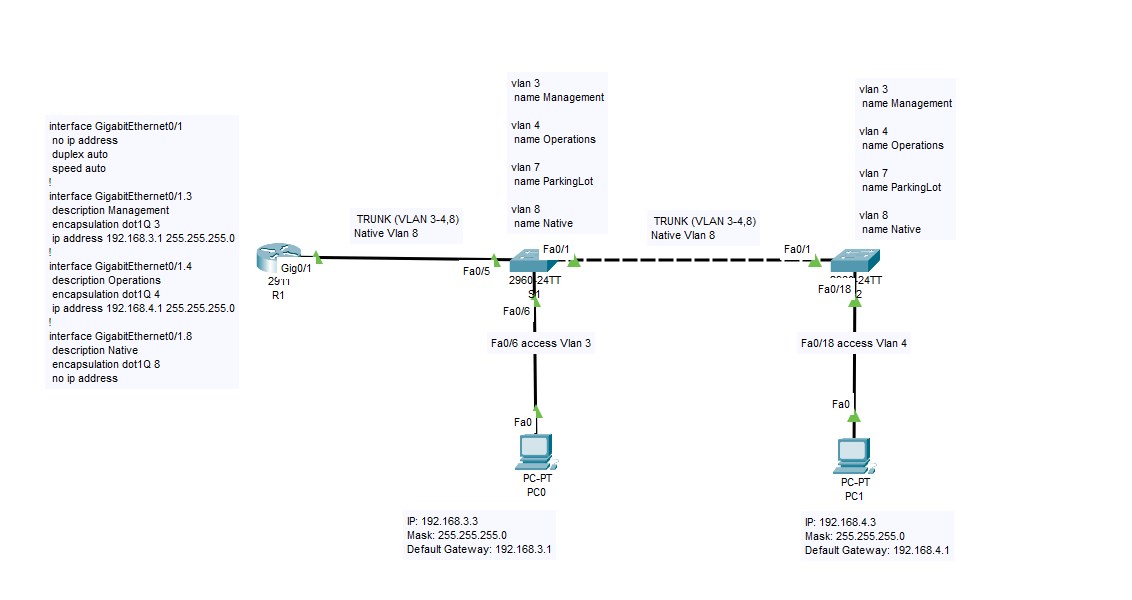 interface GigabitEthernet0/1
no ip address
duplex auto
speed auto
!
interface GigabitEthernet0/1.3
description Management
encapsulation dot1Q 3
ip address 192.168.3.1 255.255.255.0
!
interface GigabitEthernet0/1.4
description Operations
encapsulation dot1Q 4
ip address 192.168.4.1 255.255.255.0
!
interface GigabitEthernet0/1.8
description Native
encapsulation dot1Q 8
no ip address
Gig0/1
R1
TRUNK (VLAN 3-4,8)
Native Vlan 8
vlan 3
name Management
vlan 4
name Operations
vlan 7
name ParkingLot
vlan 8
name Native
Fa0/5
Fa0/1
2960-24TT
S1
Fa0/6
Fa0/6 access Vlan 3
Fa0
PC-PT
PC0
IP: 192.168.3.3
Mask: 255.255.255.0
Default Gateway: 192.168.3.1
TRUNK (VLAN 3-4,8)
Native Vlan 8
vlan 3
name Management
vlan 4
name Operations
vlan 7
name ParkingLot
vlan 8
name Native
Fa0/1
Fa0/18
Fa0/18 access Vlan 4
Fa0
PC-PT
PC1
IP: 192.168.4.3
Mask: 255.255.255.0
Default Gateway: 192.168.4.1